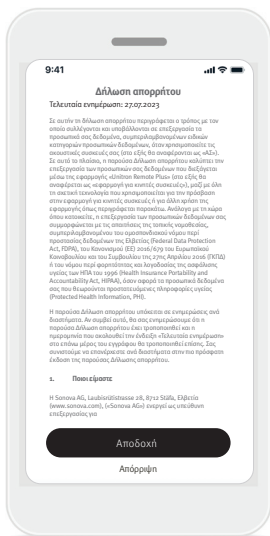 9:41
Δήλωση απορρήτου
Τελευταία ενημέρωση: 27.07.2023
Σε αυτήν τη δήλωση απορρήτου περιγράφεται ο τρόπος με τον
οποίο συλλέγονται και υποβάλλονται σε επεξεργασία τα
προσωπικά σας δεδομένα, συμπεριλαμβανομένων ειδικών
κατηγοριών προσωπικών δεδομένων, όταν χρησιμοποιείτε τις
ακουστικές συσκευές σας (στο εξής θα αναφέρονται ως «ΑΣ»).
Σε αυτό το πλαίσιο, η παρούσα Δήλωση απορρήτου καλύπτει την
επεξεργασία των προσωπικών σας δεδομένων που διεξάγεται
μέσω της εφαρμογής «Unitron Remote Plus» (στο εξής θα
αναφέρεται ως «εφαρμογή για κινητές συσκευές»), μαζί με όλη
τη σχετική τεχνολογία που χρησιμοποιείται για την πρόσβαση
στην εφαρμογή για κινητές συσκευές ή για άλλη χρήση της
εφαρμογής όπως περιγράφεται παρακάτω. Ανάλογα με τη χώρα
όπου κατοικείτε, η επεξεργασία των προσωπικών δεδομένων σας
συμμορφώνεται με τις απαιτήσεις της τοπικής νομοθεσίας,
συμπεριλαμβανομένου του ομοσπονδιακού νόμου περί
προστασίας δεδομένων της Ελβετίας (Federal Data Protection
Act, FDPA), του Κανονισμού (ΕΕ) 2016/679 του Ευρωπαϊκού
Κοινοβουλίου και του Συμβουλίου της 27ης Απριλίου 2016 (ΓΚΠΔ)
ή του νόμου περί φορητότητας και λογοδοσίας της ασφάλισης
υγείας των ΗΠΑ του 1996 (Health Insurance Portability and
Accountability Act, HIPAA), όσον αφορά τα προσωπικά δεδομένα
σας που θεωρούνται προστατευόμενες πληροφορίες υγείας
(Protected Health Information, PHI).
Η παρούσα Δήλωση απορρήτου υπόκειται σε ενημερώσεις ανά
διαστήματα. Αν συμβεί αυτό, θα σας ενημερώσουμε ότι η
παρούσα Δήλωση απορρήτου έχει τροποποιηθεί και η
ημερομηνία που ακολουθεί την ένδειξη «Τελευταία ενημέρωση»
στο επάνω μέρος του εγγράφου θα τροποποιηθεί επίσης. Σας
συνιστούμε να επανέρχεστε ανά διαστήματα στην πιο πρόσφατη
έκδοση της παρούσας Δήλωσης απορρήτου.
1. Ποιοι είμαστε
Η Sonova AG, Laubisrütistrasse 28, 8712 Stäfa, Ελβετία
(www.sonova.com), («Sonova AG») ενεργεί ως υπεύθυνη
επεξεργασίας για
Αποδοχή
Απόρριψη